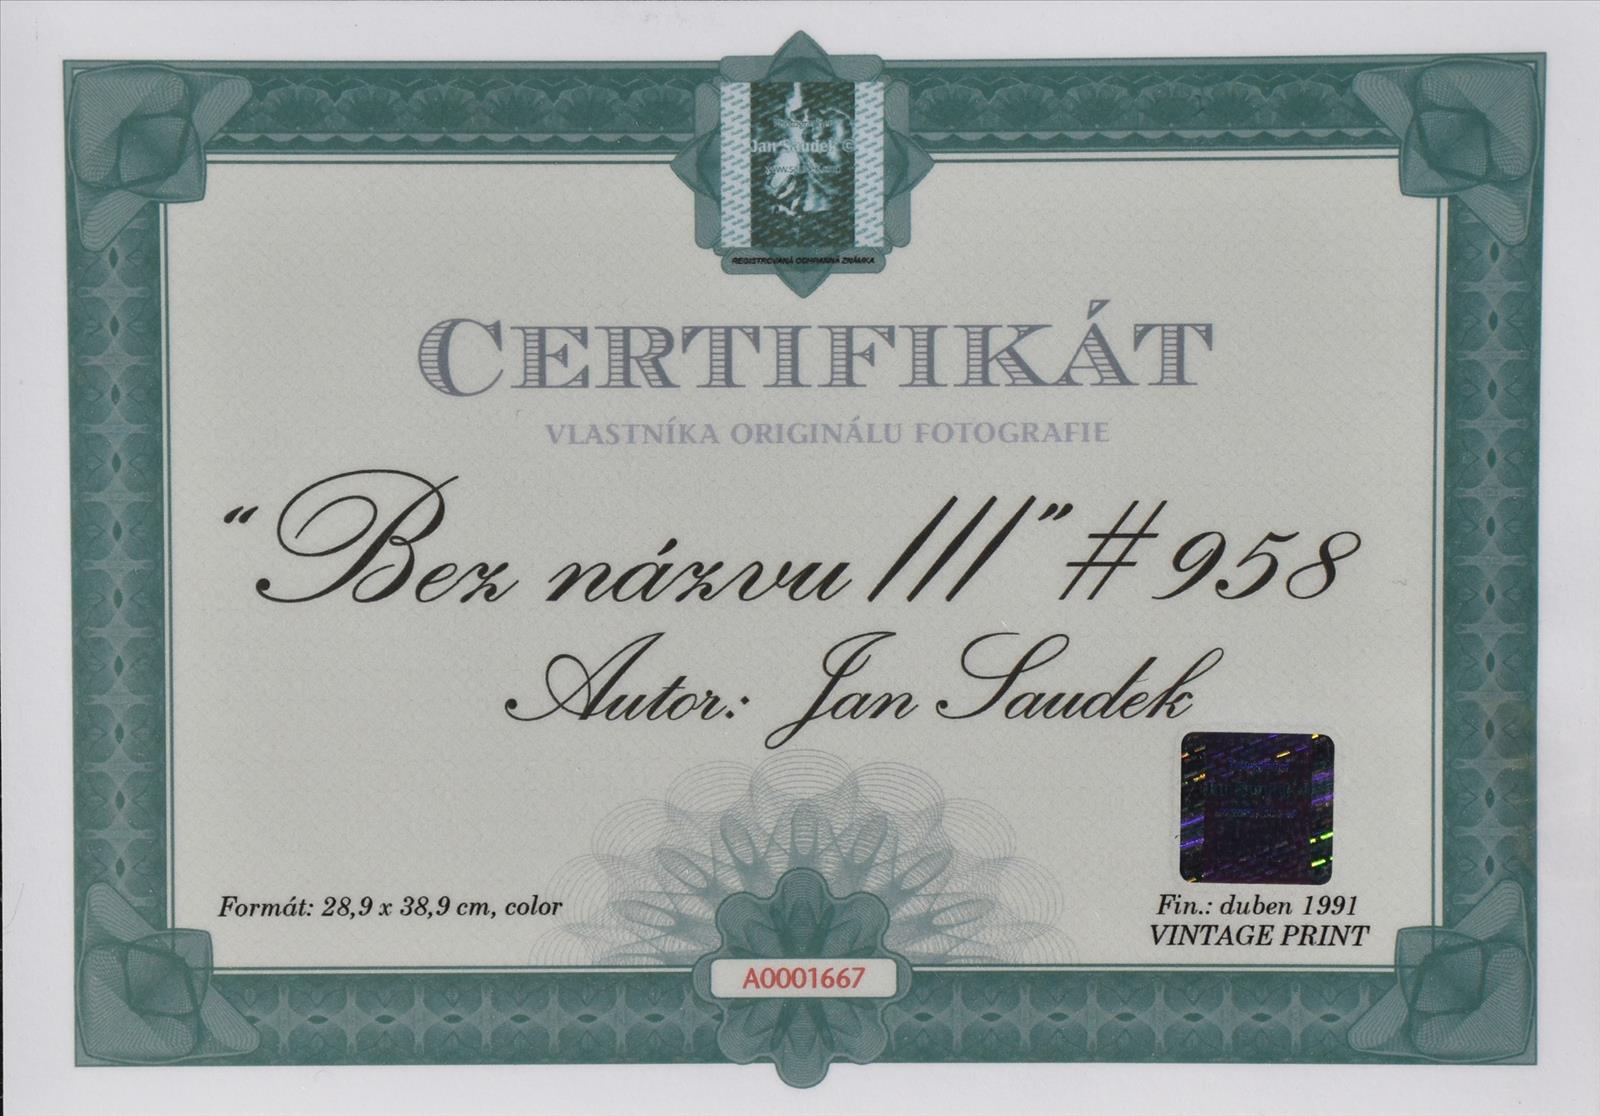 Jan Saudek ©
REGISTROVANÁ OCHRANNÁ ZNÁMKA
CERTIFIKÁT
VLASTNÍKA ORIGINÁLU FOTOGRAFIE
“Bez názvu III” # 958
Autor: Jan Saudek
Formát: 28,9 x 38,9 cm, color
Fin.: duben 1991
VINTAGE PRINT
A0001667